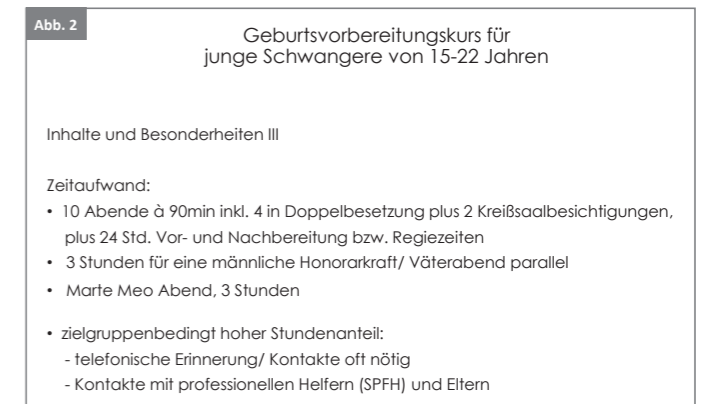 Abb. 2
Geburtsvorbereitungskurs für
junge Schwangere von 15-22 Jahren
Inhalte und Besonderheiten III
Zeitaufwand:
• 10 Abende à 90min inkl. 4 in Doppelbesetzung plus 2 Kreißsaalbesichtigungen,
plus 24 Std. Vor- und Nachbereitung bzw. Regiezeiten
• 3 Stunden für eine männliche Honorarkraft/ Väterabend parallel
• Marte Meo Abend, 3 Stunden
• zielgruppenbedingt hoher Stundenanteil:
- telefonische Erinnerung/ Kontakte oft nötig
- Kontakte mit professionellen Helfern (SPFH) und Eltern